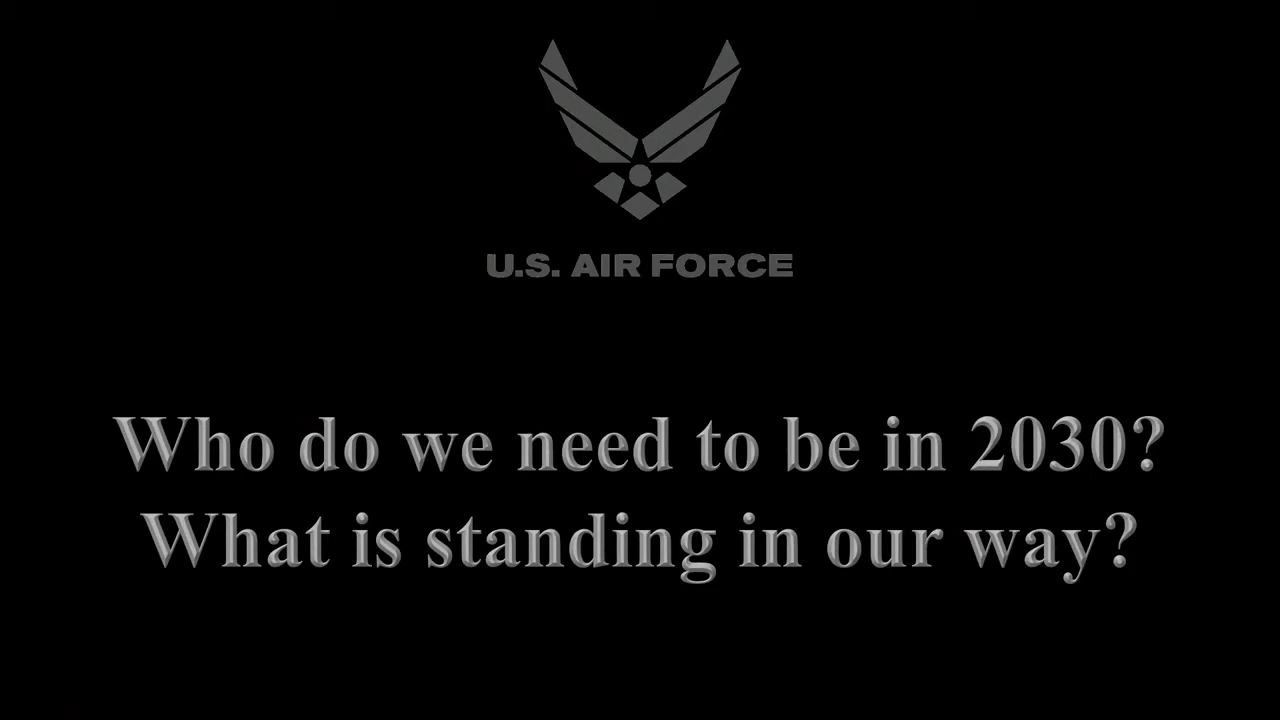 U.S. AIR FORCE
Who do we need to be in 2030?
What is standing in our way?